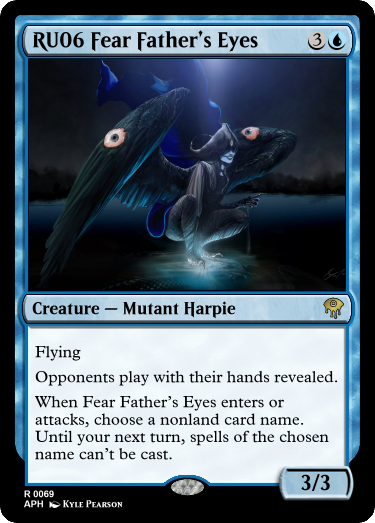 RU06 Fear Father's Eyes
3
Creature — Mutant Harpie
Flying
Opponents play with their hands revealed.
When Fear Father's Eyes enters or
attacks, choose a nonland card name.
Until your next turn, spells of the chosen
name can't be cast.
3/3
R 0069
APH Kyle Pearson